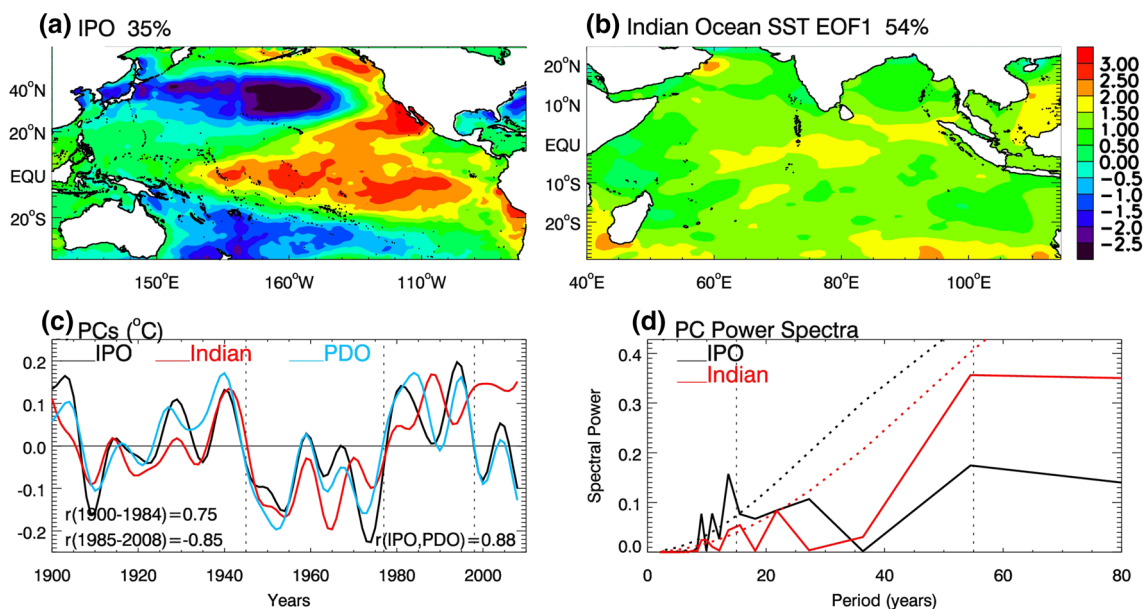 (a) IPO 35%
(b) Indian Ocean SST EOF1 54%
40°N
20°N
EQU
20°S
150°E 160°W 110°W
20°N
10°N
EQU
10°S
20°S
40°E 60°E 80°E 100°E
3.00
2.50
2.00
1.50
1.00
0.50
0.00
−0.5
−1.0
−1.5
−2.0
−2.5
(c) PCs (°C)
IPO Indian PDO
0.2
0.1
0.0
-0.1
-0.2
r(1900-1984)=0.75
r(1985-2008)=-0.85
r(IPO,PDO)=0.88
1900 1920 1940 1960 1980 2000
Years
(d) PC Power Spectra
IPO
Indian
Spectral Power
0.4
0.3
0.2
0.1
0.0
0 20 40 60 80
Period (years)